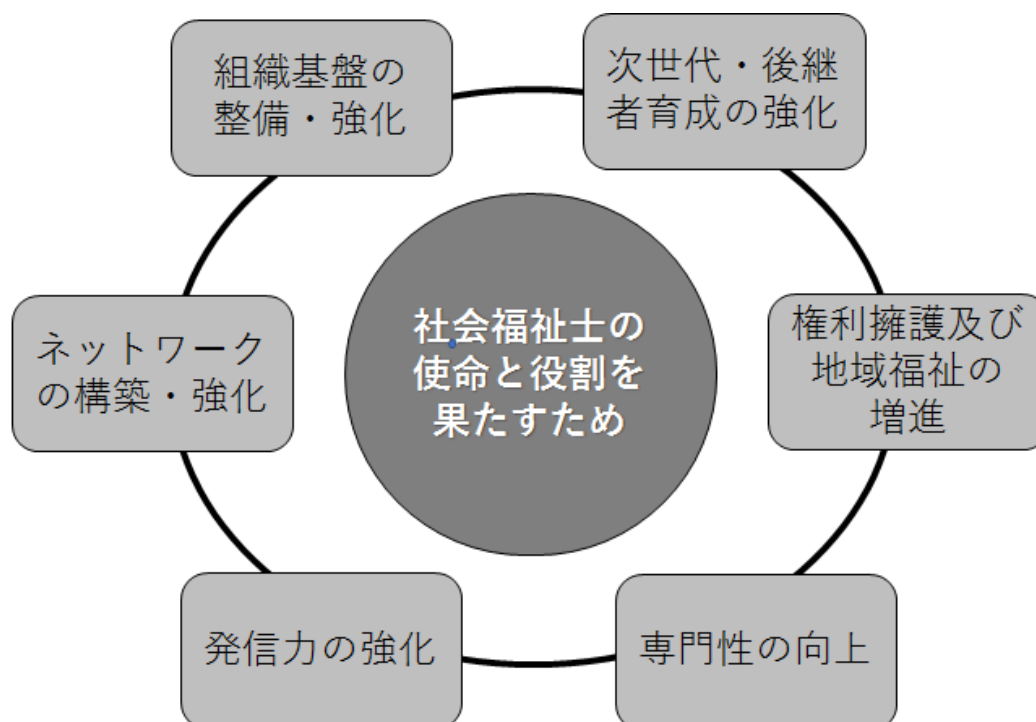 組織基盤の
整備・強化
次世代・後継
者育成の強化
ネットワーク
の構築・強化
社会福祉士の
使命と役割を
果たすため
権利擁護及び
地域福祉の
増進
発信力の強化
専門性の向上